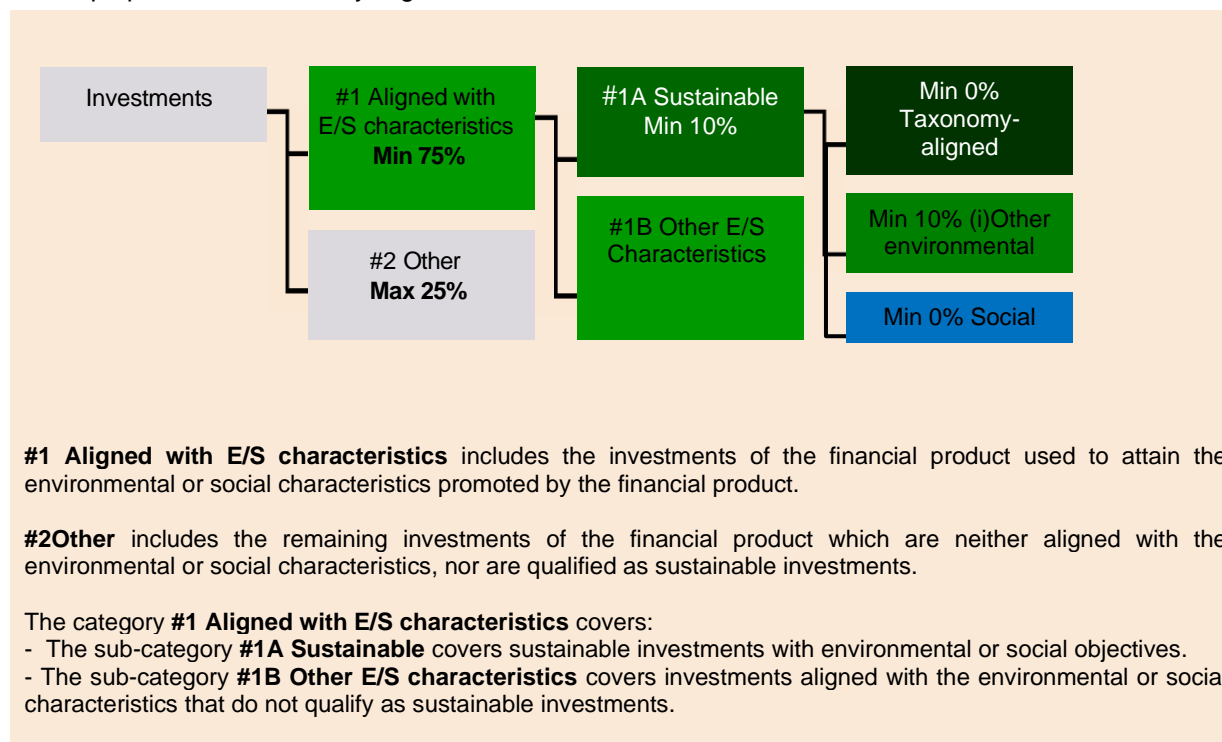 Investments
#1 Aligned with
E/S characteristics
Min 75%
#2 Other
Max 25%
#1A Sustainable
Min 10%
#1B Other E/S
Characteristics
Min 0%
Taxonomy-
aligned
Min 10% (i)Other
environmental
Min 0% Social
#1 Aligned with E/S characteristics includes the investments of the financial product used to attain the
environmental or social characteristics promoted by the financial product.
#2Other includes the remaining investments of the financial product which are neither aligned with the
environmental or social characteristics, nor are qualified as sustainable investments.
The category #1 Aligned with E/S characteristics covers:
- The sub-category #1A Sustainable covers sustainable investments with environmental or social objectives.
- The sub-category #1B Other E/S characteristics covers investments aligned with the environmental or social
characteristics that do not qualify as sustainable investments.